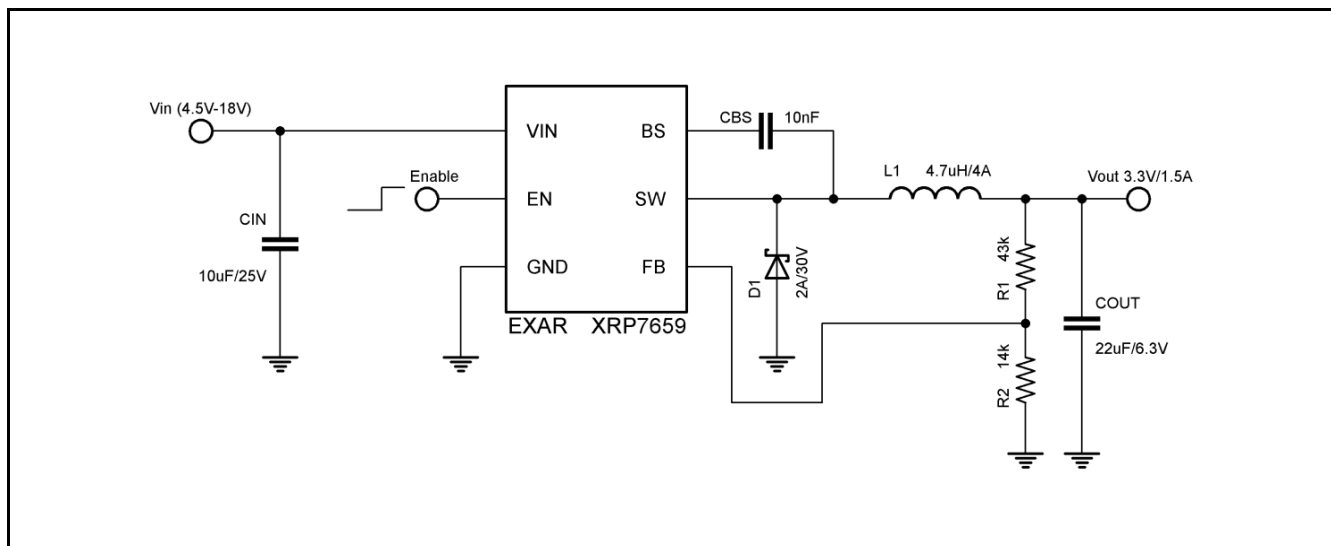 Vin (4.5V-18V)
CIN
10uF/25V
Enable
VIN
EN
GND
BS
SW
FB
EXAR XRP7659
CBS 10nF
L1 4.7uH/4A
Vout 3.3V/1.5A
D1
2A/30V
R1
43k
R2
14k
COUT
22uF/6.3V